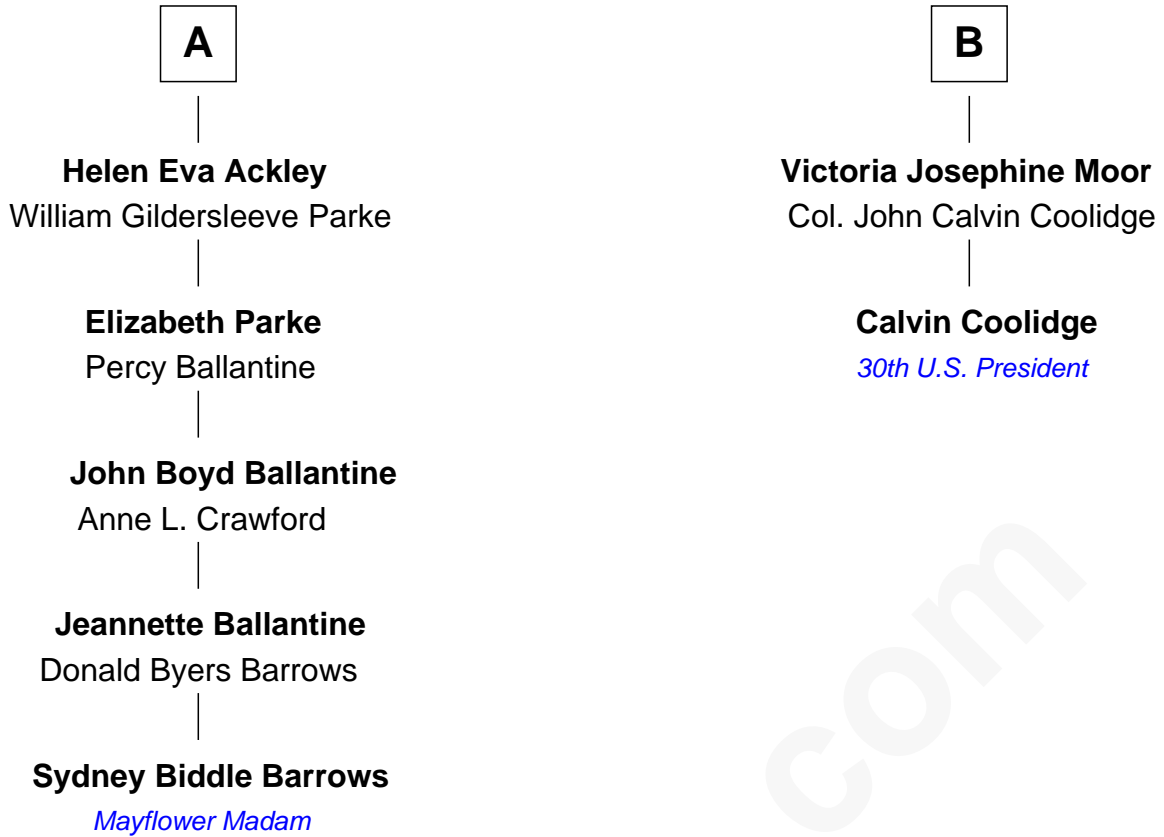 A
Helen Eva Ackley
William Gildersleeve Parke
Elizabeth Parke
Percy Ballantine
John Boyd Ballantine
Anne L. Crawford
Jeannette Ballantine
Donald Byers Barrows
Sydney Biddle Barrows
Mayflower Madam
B
Victoria Josephine Moor
Col. John Calvin Coolidge
Calvin Coolidge
30th U.S. President
com